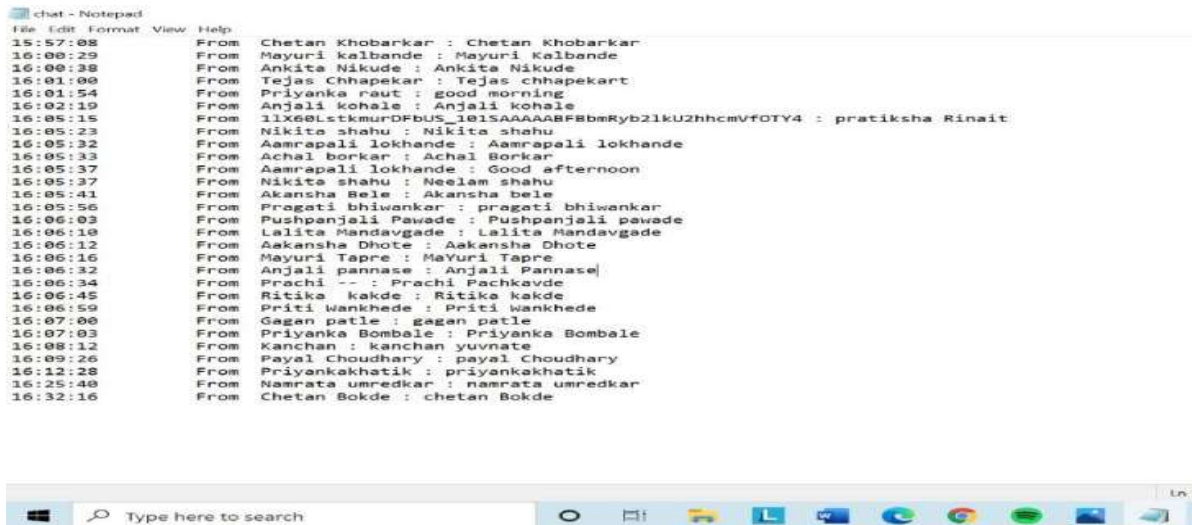 chat - Notepad
File Edit Format View Help
15:57:08 From Chetan Khobarkar : Chetan Khobarkar
16:00:29 From Mayuri kalbande : Mayuri Kalbande
16:00:38 From Ankita Nikude : Ankita Nikude
16:01:00 From Tejas Chhapekar : Tejas chhapekart
16:01:54 From Priyanka raut : good morning
16:02:19 From Anjali kohale : Anjali kohale
16:05:15 From : pratiksha Rinait
16:05:23 From Nikita shahu : Nikita shahu
16:05:32 From Aamrapali lokhande : Aamrapali lokhande
16:05:33 From Achal borkar : Achal Borkar
16:05:37 From Aamrapali lokhande : Good afternoon
16:05:37 From Nikita shahu : Neelam shahu
16:05:41 From Akansha Bele : Akansha bele
16:05:56 From Pragati bhiwankar : pragati bhiwankar
16:06:03 From Pushpanjali Pawade : Pushpanjali pawade
16:06:10 From Lalita Mandavgade : Lalita Mandavgade
16:06:12 From Aakansha Dhote : Aakansha Dhote
16:06:16 From Mayuri Tapre : MaYuri Tapre
16:06:32 From Anjali pannase : Anjali Pannase
16:06:34 From Prachi -- : Prachi Pachkavde
16:06:45 From Ritika kakde : Ritika kakde
16:06:59 From Priti Wankhede : Priti Wankhede
16:07:00 From Gagan patle : gagan patle
16:07:03 From Priyanka Bombale : Priyanka Bombale
16:08:12 From Kanchan : kanchan yuvnate
16:09:26 From Payal Choudhary : payal Choudhary
16:12:28 From Priyankakhatik : priyankakhatik
16:25:40 From Namrata umredkar : namrata umredkar
16:32:16 From Chetan Bokde : chetan Bokde
Ln
Type here to search